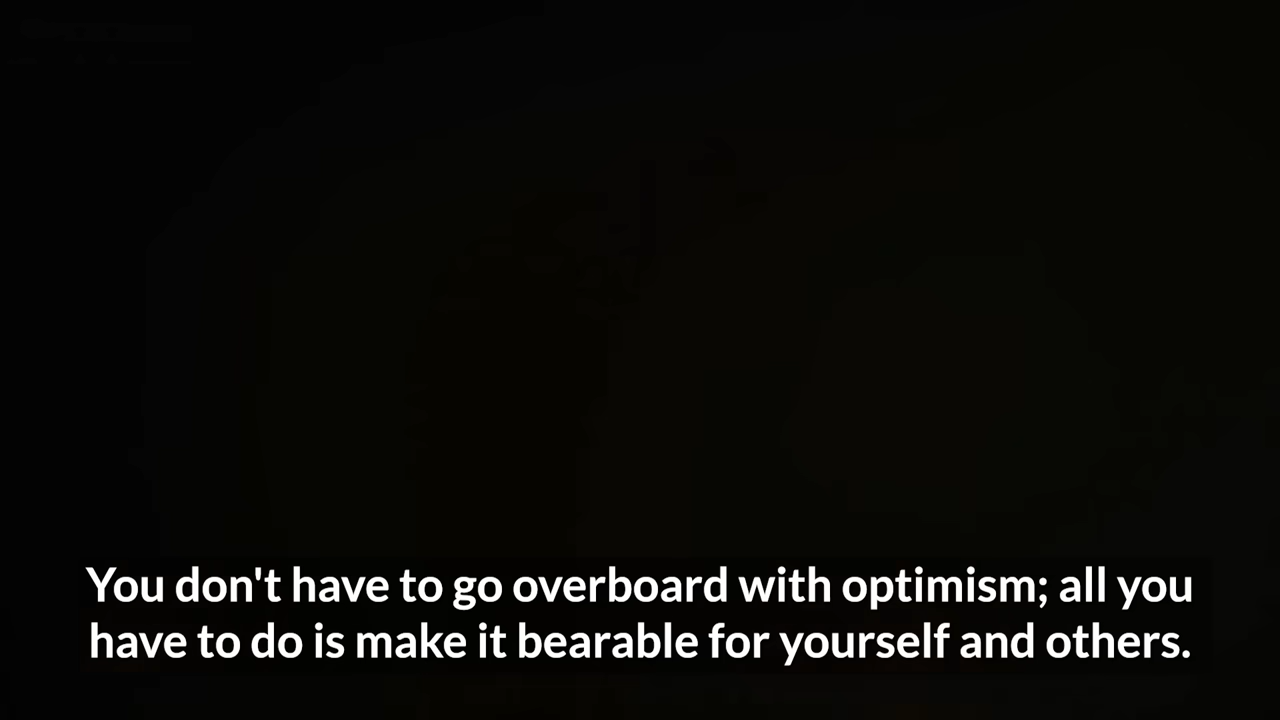 You don't have to go overboard with optimism; all you
have to do is make it bearable for yourself and others.